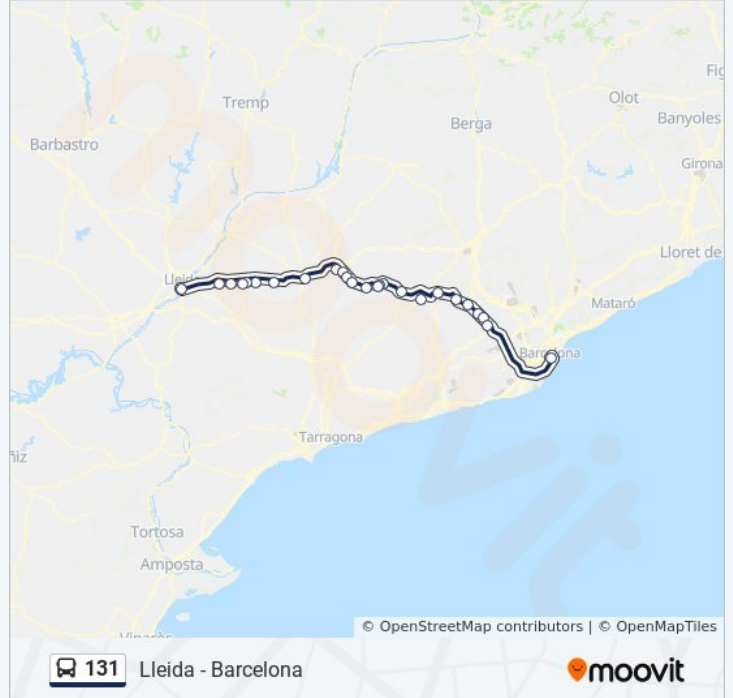 Fig
Olot
Tremp
Berga
Banyoles
Barbastro
Girona
Lloret de
Lleida
Mataró
Barcelona
Tarragona
ñiz
Tortosa
Amposta
Vinaròs
moovit
© OpenStreetMap contributors | © OpenMapTiles
131 Lleida - Barcelona
moovit